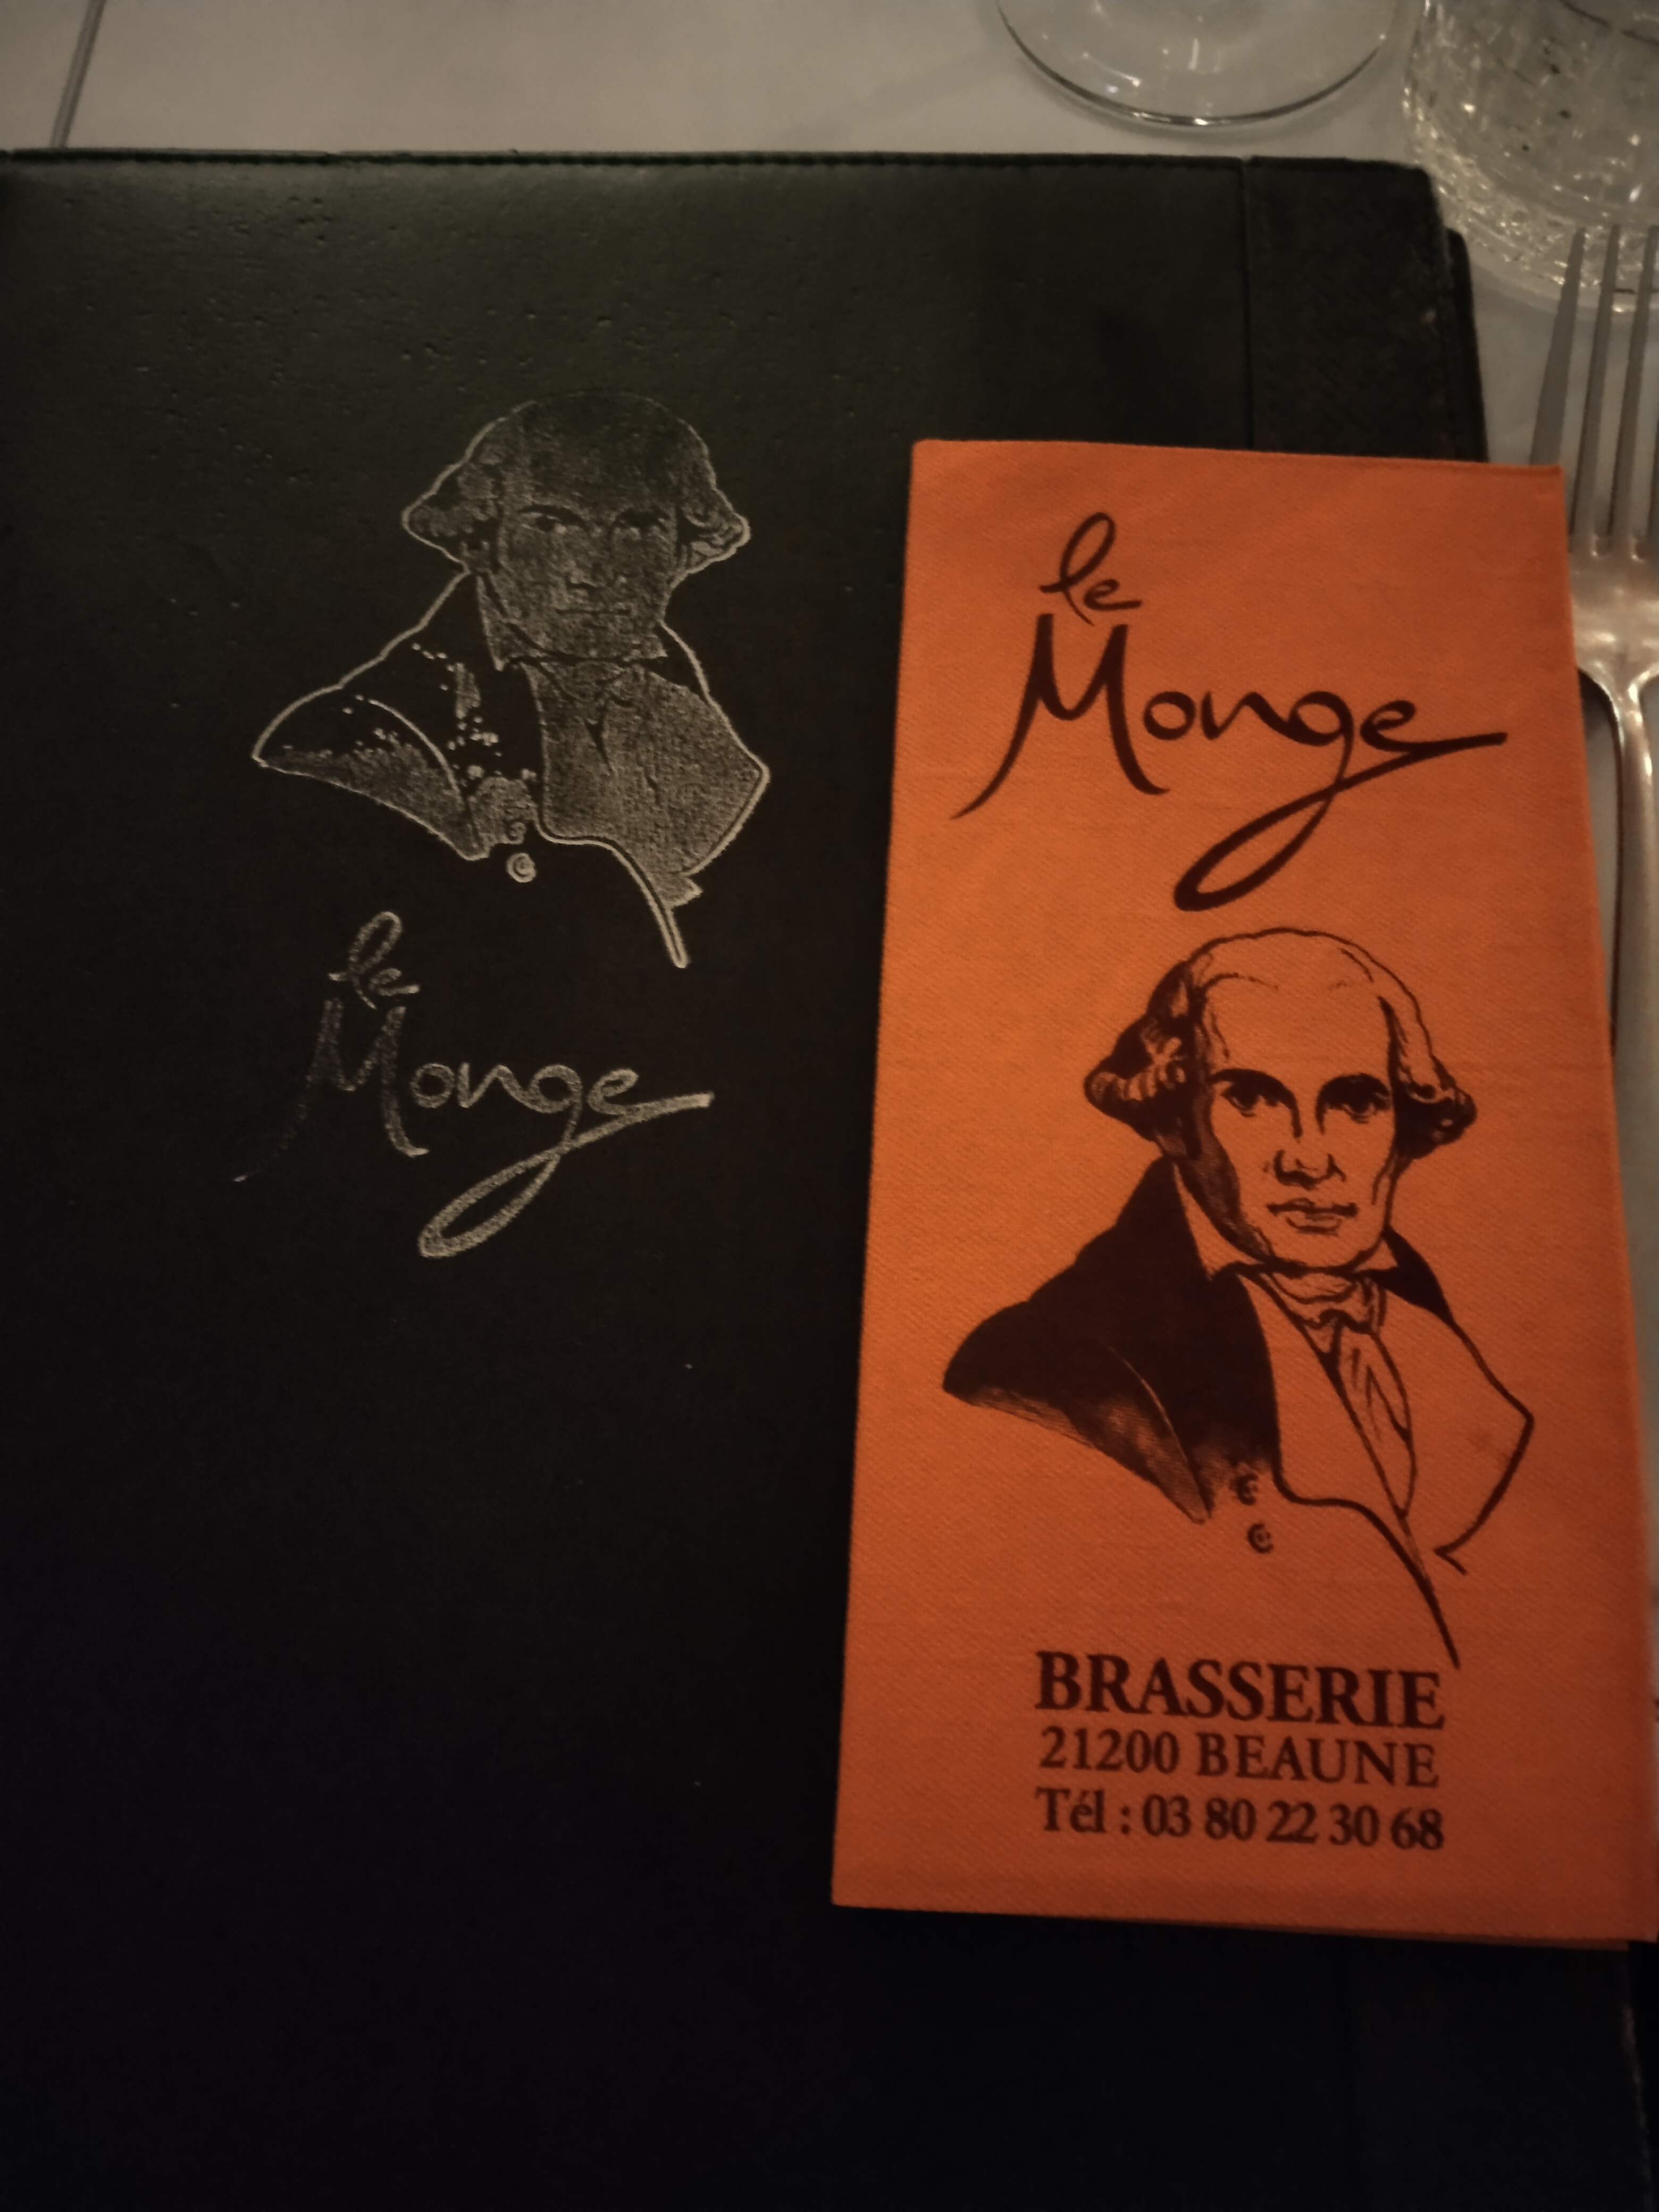 le
Monge
le
Monge
BRASSERIE
21200 BEAUNE
Tél : 03 80 22 30 68